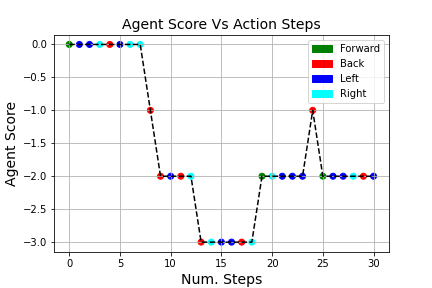 Agent Score Vs Action Steps
Forward
Back
Left
Right
0.0
−0.5
−1.0
−1.5
−2.0
−2.5
−3.0
Agent Score
0 5 10 15 20 25 30
Num. Steps